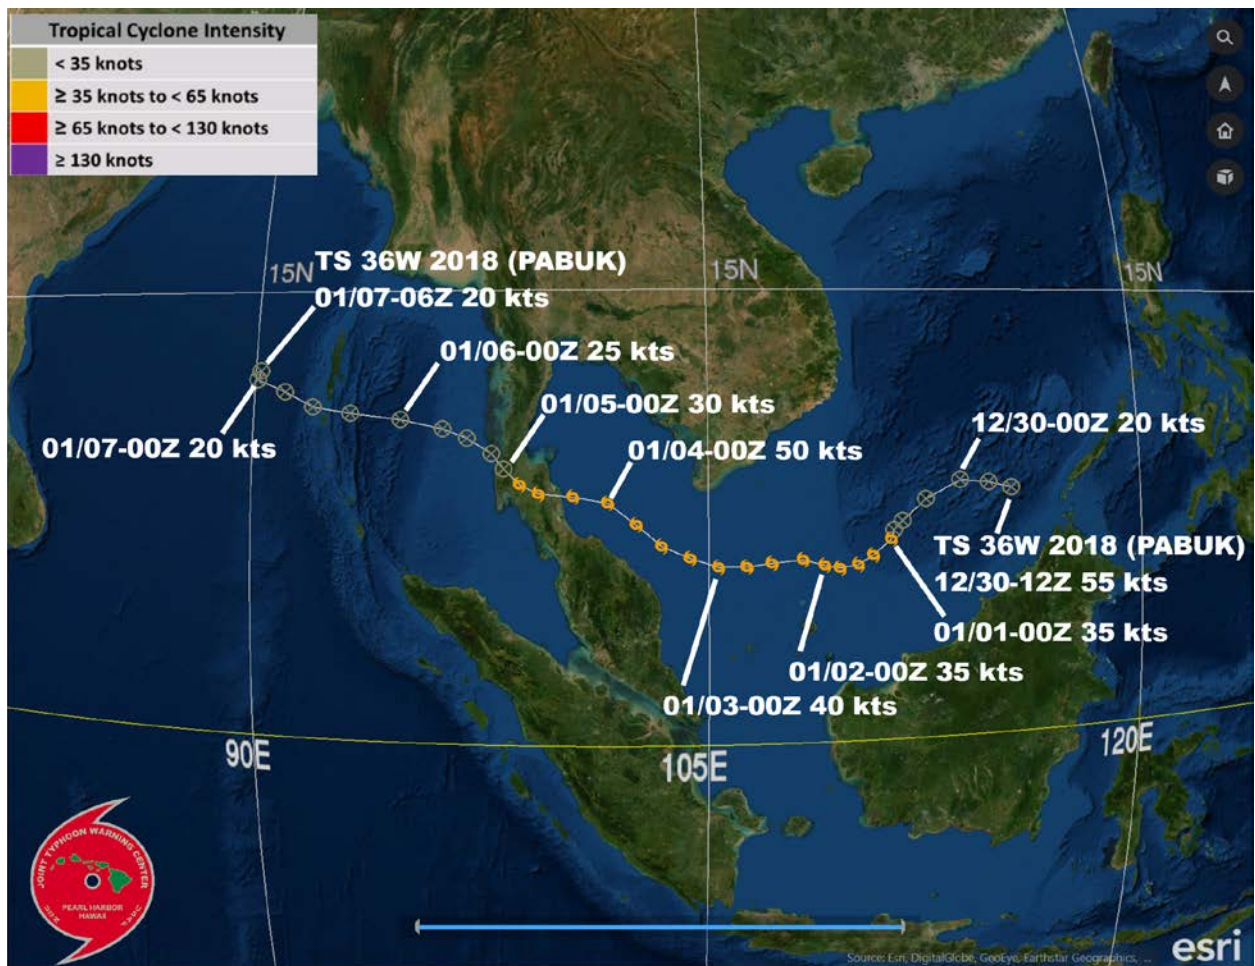 Tropical Cyclone Intensity
< 35 knots
≥ 35 knots to < 65 knots
≥ 65 knots to < 130 knots
≥ 130 knots
TS 36W 2018 (PABUK)
15N
15N
15N
01/07-06Z 20 kts
01/06-00Z 25 kts
01/05-00Z 30 kts
12/30-00Z 20 kts
01/07-00Z 20 kts
01/04-00Z 50 kts
TS 36W 2018 (PABUK)
12/30-12Z 55 kts
01/01-00Z 35 kts
01/02-00Z 35 kts
01/03-00Z 40 kts
90E
105E
120E
JOINT TYPHOON WARNING CENTER
PEARL HARBOR
HAWAII
esri
Source: Esri, DigitalGlobe, GeoEye, Earthstar Geographics, ...